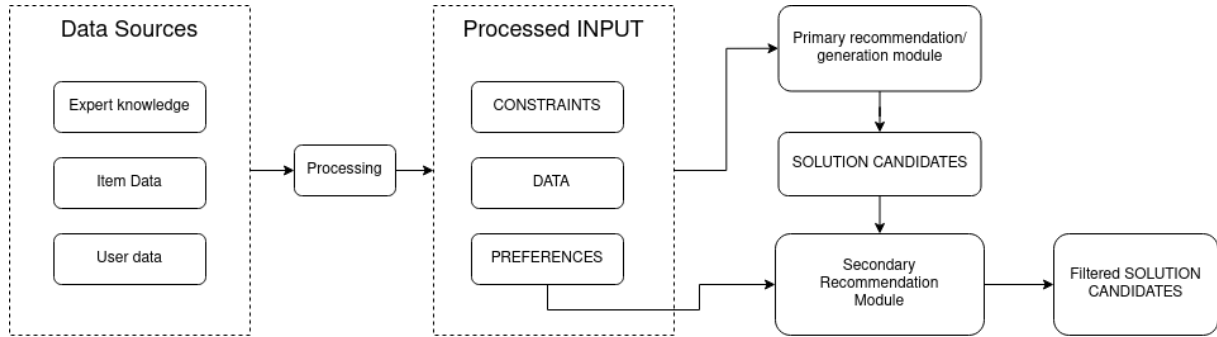 Data Sources
Expert knowledge
Item Data
User data
Processing
Processed INPUT
CONSTRAINTS
DATA
PREFERENCES
Primary recommendation/
generation module
SOLUTION CANDIDATES
Secondary
Recommendation
Module
Filtered SOLUTION
CANDIDATES